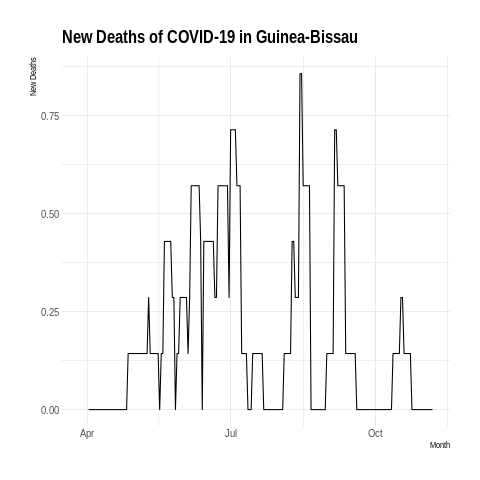 New Deaths of COVID-19 in Guinea-Bissau
New Deaths
0.75
0.50
0.25
0.00
Apr Jul Oct
Month